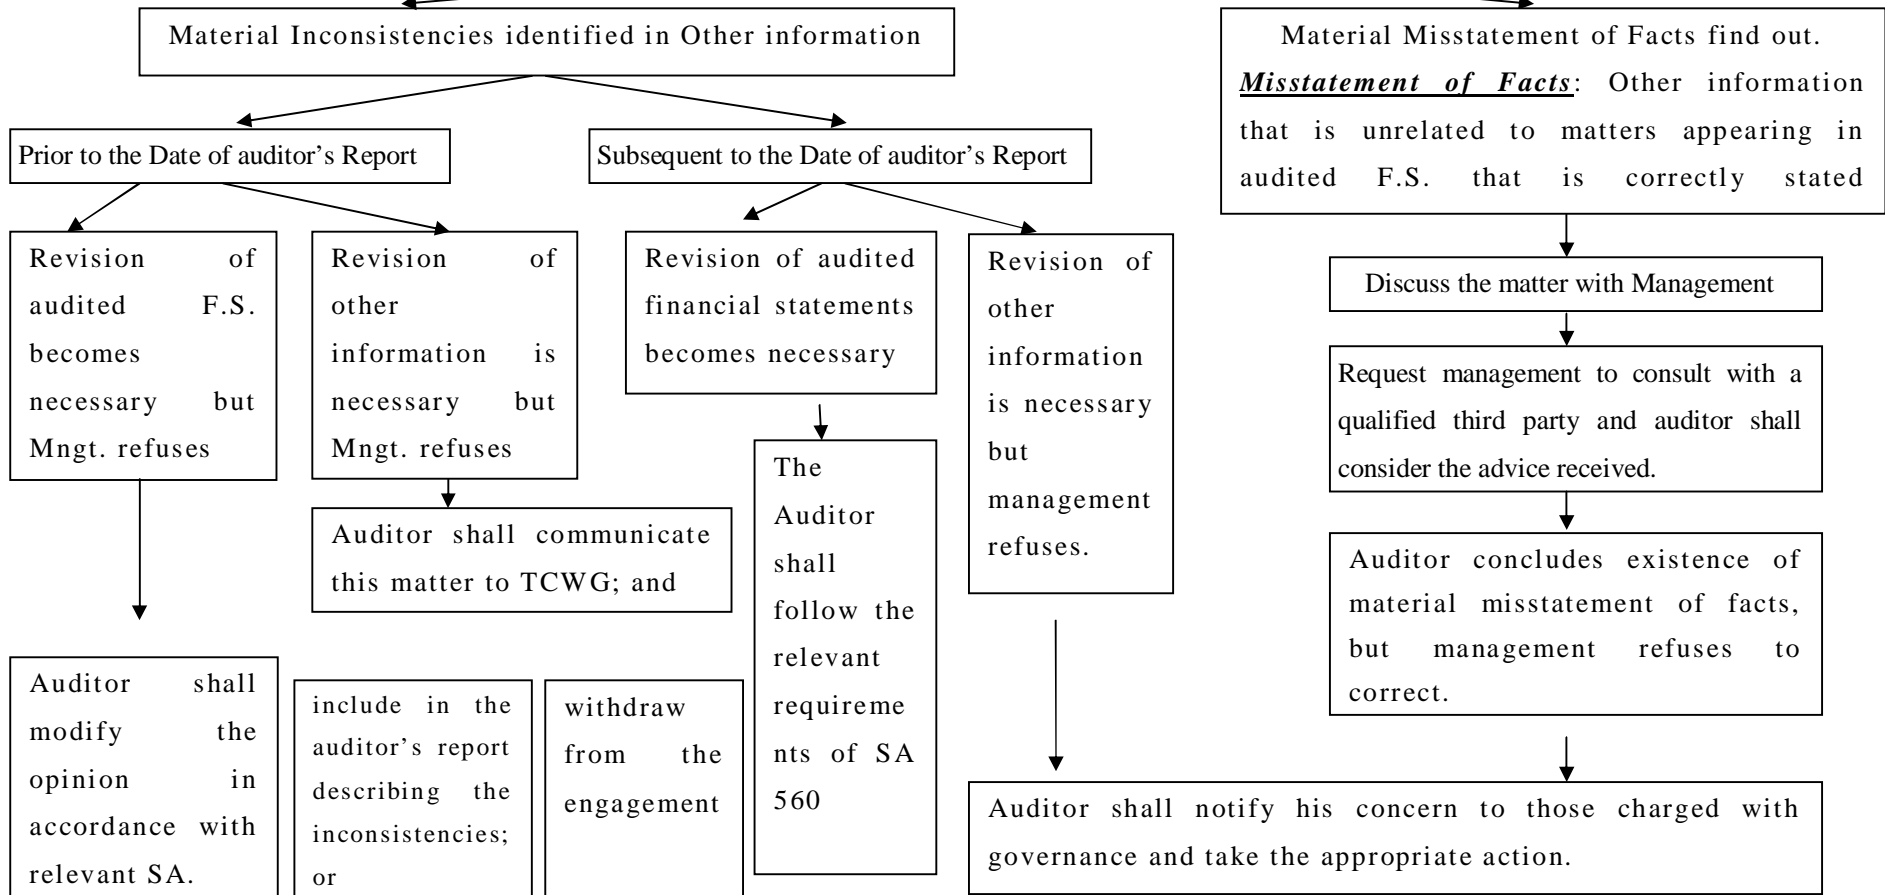 Material Inconsistencies identified in Other information
Material Misstatement of Facts find out.
Misstatement of Facts: Other information
that is unrelated to matters appearing in
audited F.S. that is correctly stated
Prior to the Date of auditor’s Report
Subsequent to the Date of auditor’s Report
Revision of
audited F.S.
becomes
necessary but
Mngt. refuses
Revision of
other
information is
necessary but
Mngt. refuses
Revision of audited
financial statements
becomes necessary
Revision of
other
information
is necessary
but
management
refuses.
Discuss the matter with Management
Request management to consult with a
qualified third party and auditor shall
consider the advice received.
Auditor shall communicate
this matter to TCWG; and
The
Auditor
shall
follow the
relevant
requireme
nts of SA
560
Auditor concludes existence of
material misstatement of facts,
but management refuses to
correct.
Auditor shall
modify the
opinion in
accordance with
relevant SA.
include in the
auditor’s report
describing the
inconsistencies;
or
withdraw
from the
engagement
Auditor shall notify his concern to those charged with
governance and take the appropriate action.